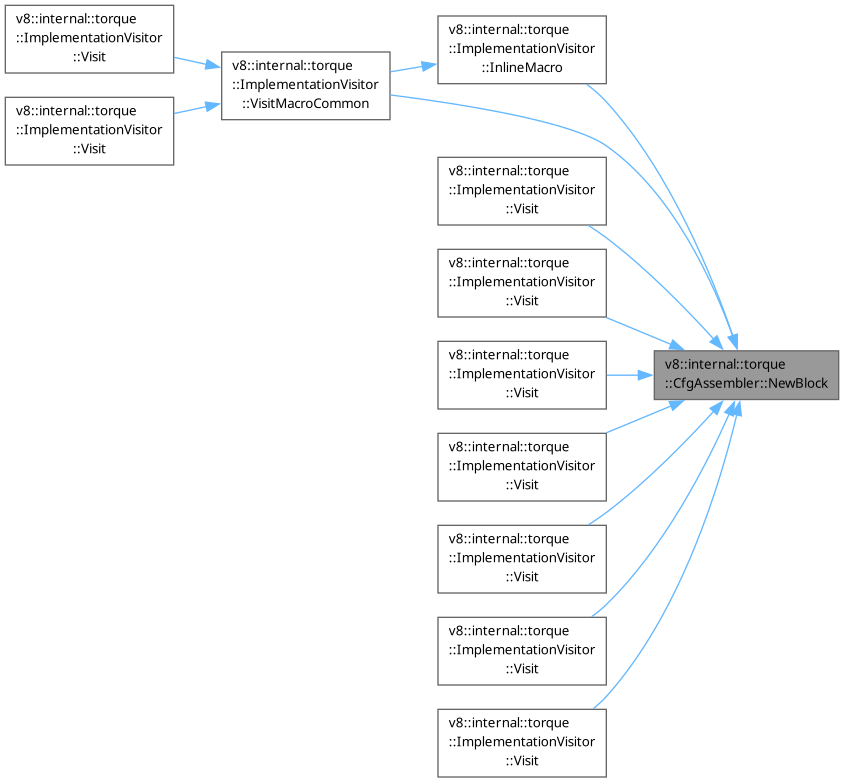 v8::internal::torque
::ImplementationVisitor
::Visit
v8::internal::torque
::ImplementationVisitor
::Visit
v8::internal::torque
::ImplementationVisitor
::VisitMacroCommon
v8::internal::torque
::ImplementationVisitor
::InlineMacro
v8::internal::torque
::ImplementationVisitor
::Visit
v8::internal::torque
::ImplementationVisitor
::Visit
v8::internal::torque
::ImplementationVisitor
::Visit
v8::internal::torque
::ImplementationVisitor
::Visit
v8::internal::torque
::ImplementationVisitor
::Visit
v8::internal::torque
::ImplementationVisitor
::Visit
v8::internal::torque
::ImplementationVisitor
::Visit
v8::internal::torque
::CfgAssembler::NewBlock